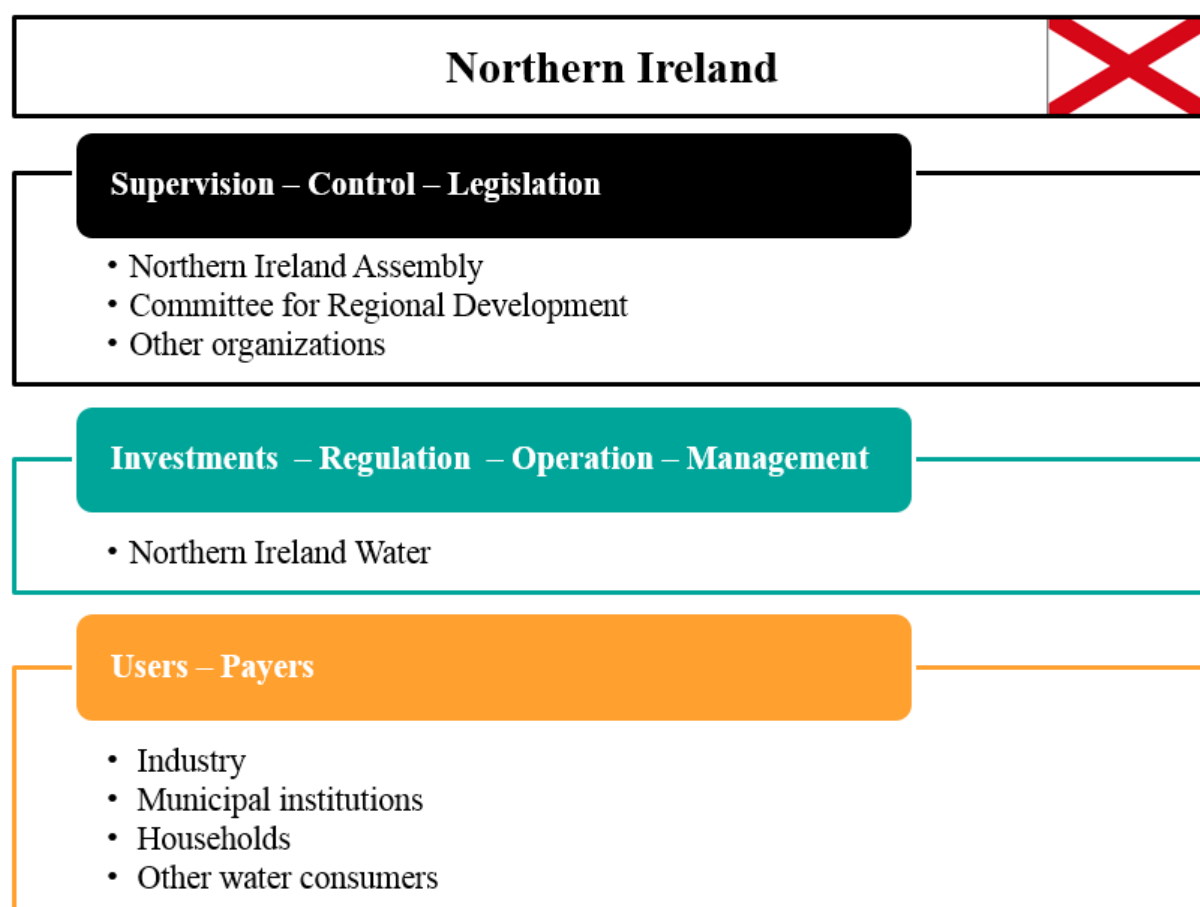 Northern Ireland
Supervision – Control – Legislation
• Northern Ireland Assembly
• Committee for Regional Development
• Other organizations
Investments – Regulation – Operation – Management
• Northern Ireland Water
Users – Payers
• Industry
• Municipal institutions
• Households
• Other water consumers